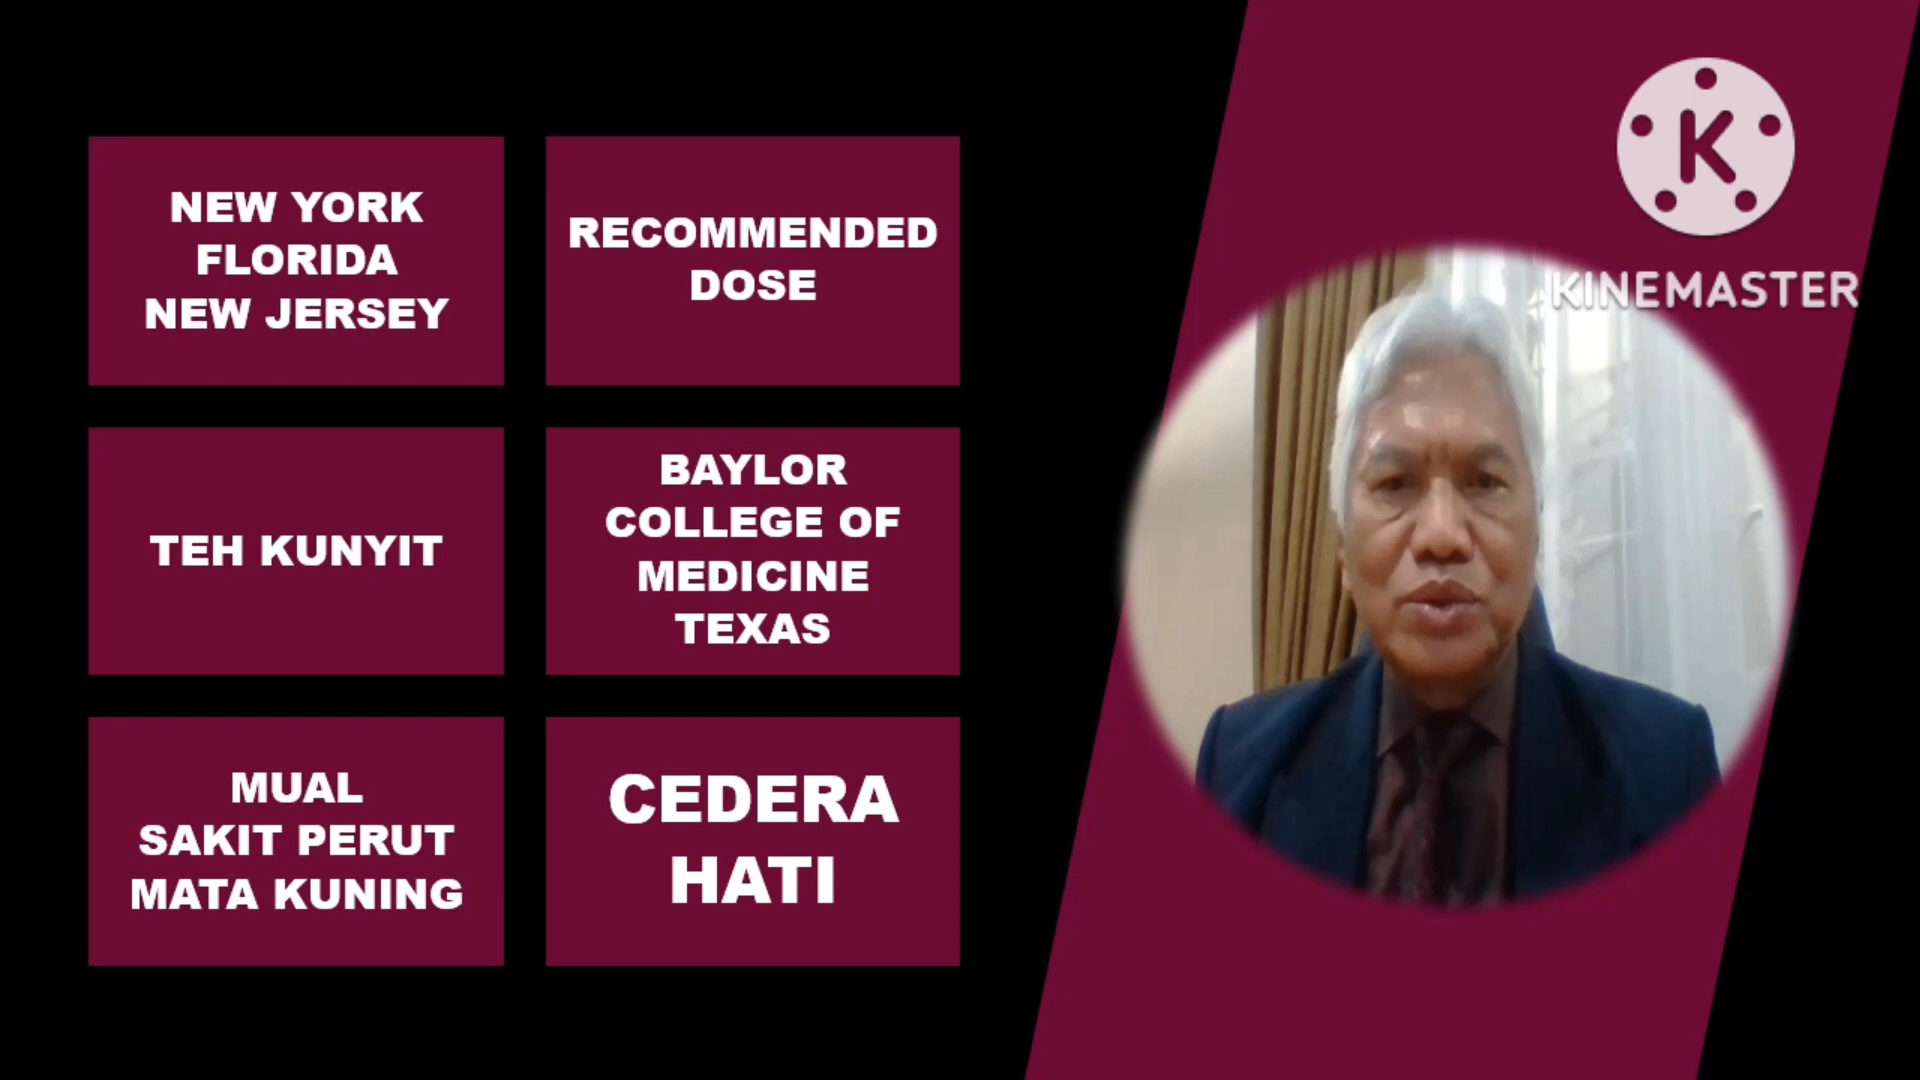 NEW YORK
FLORIDA
NEW JERSEY
RECOMMENDED
DOSE
TEH KUNYIT
BAYLOR
COLLEGE OF
MEDICINE
TEXAS
MUAL
SAKIT PERUT
MATA KUNING
CEDERA
HATI
K
KINEMASTER